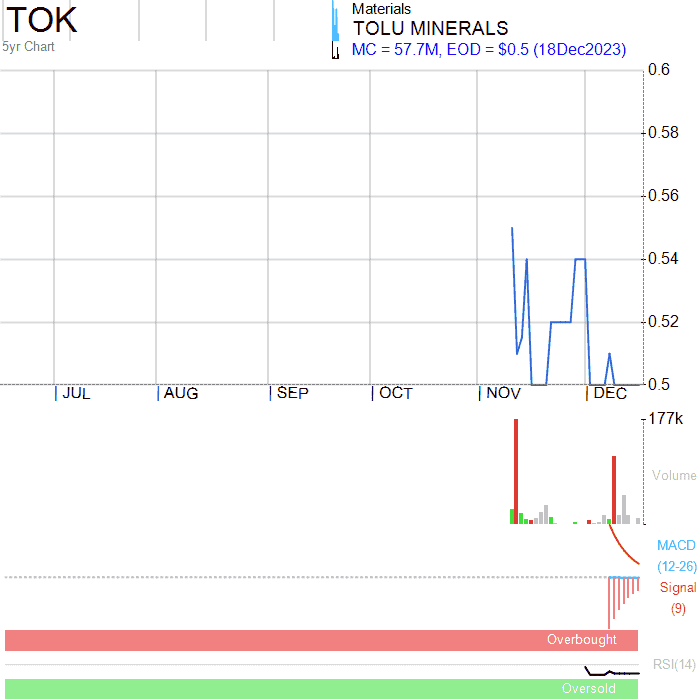 TOK
5yr Chart
Materials
TOLU MINERALS
MC = 57.7M, EOD = $0.5 (18Dec2023)
0.6
0.58
0.56
0.54
0.52
0.5
JUL AUG SEP OCT NOV DEC
177k
Volume
MACD
(12-26)
Signal
(9)
Overbought
RSI(14)
Oversold